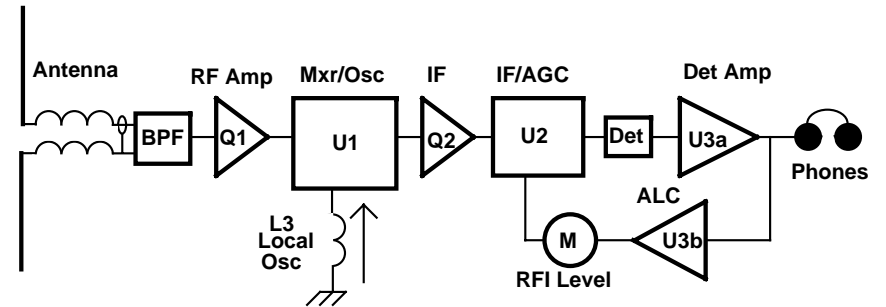 Antenna
RF Amp
Mxr/Osc
IF
IF/AGC
Det Amp
BPF
Q1
U1
Q2
U2
Det
U3a
Phones
L3
Local
Osc
ALC
M
U3b
RFI Level